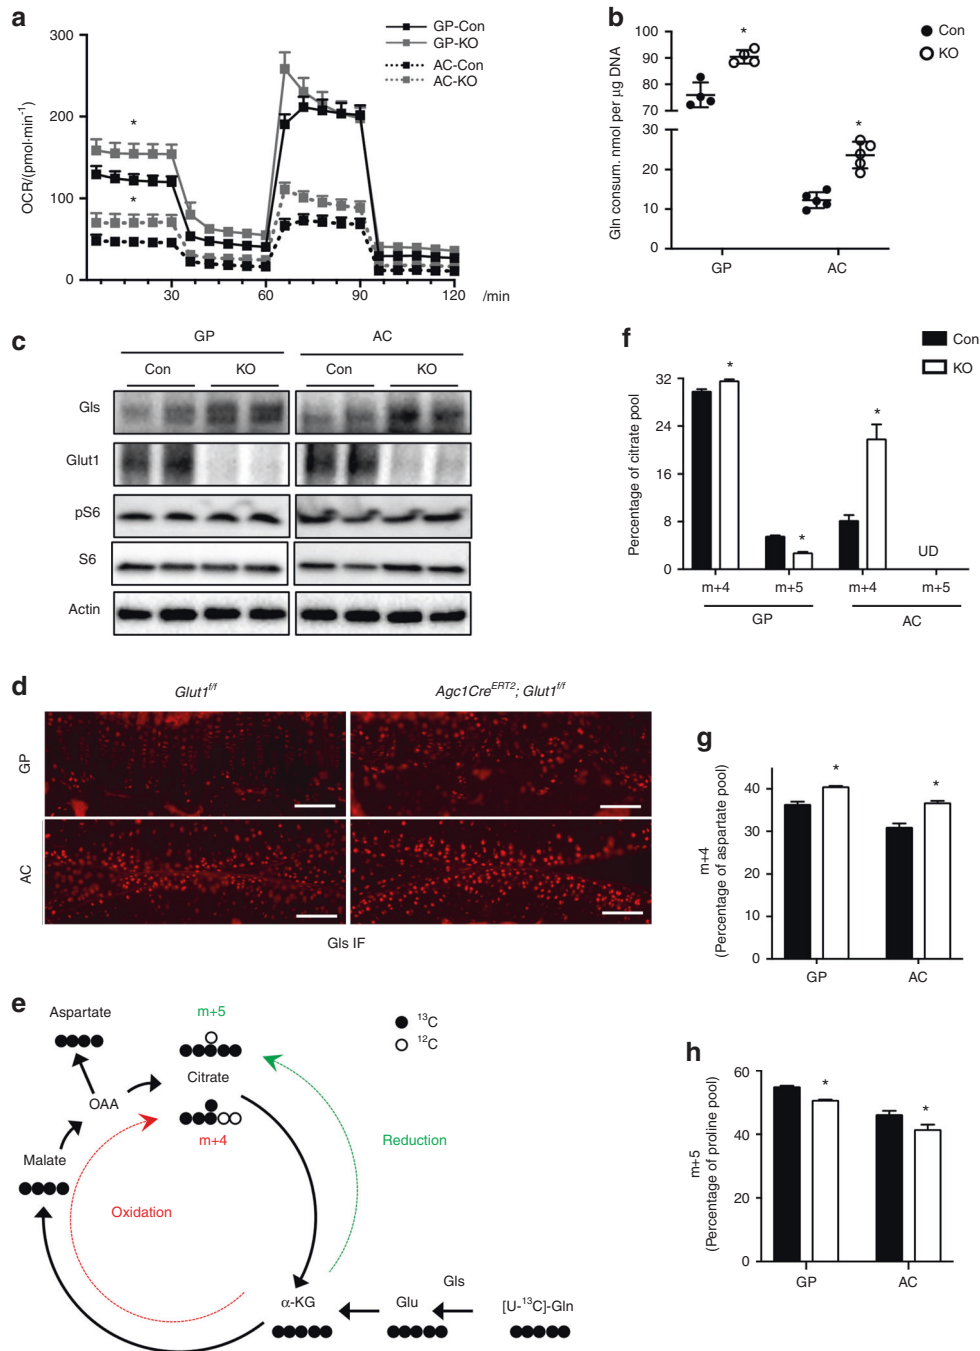 a
300
200
100
0
OCR/(pmol·min⁻¹)
*
*
30
60
90
120
/min
GP-Con
GP-KO
AC-Con
AC-KO
b
100
90
80
70
30
20
10
0
Gln consum. nmol per μg DNA
*
*
GP
AC
Con
KO
c
GP
AC
Con
KO
Con
KO
Gls
Glut1
pS6
S6
Actin
f
Con
KO
32
24
16
8
0
Percentage of citrate pool
*
*
*
UD
m+4
m+5
m+4
m+5
GP
AC
d
Glut1f/f
Agc1CreERT2; Glut1f/f
GP
AC
Gls IF
g
40
30
20
10
0
m+4
(Percentage of aspartate pool)
*
*
GP
AC
e
Aspartate
m+5
13C
12C
Citrate
OAA
m+4
Reduction
Malate
Oxidation
Gls
α-KG
Glu
[U-13C]-Gln
h
60
40
20
0
m+5
(Percentage of proline pool)
*
*
GP
AC